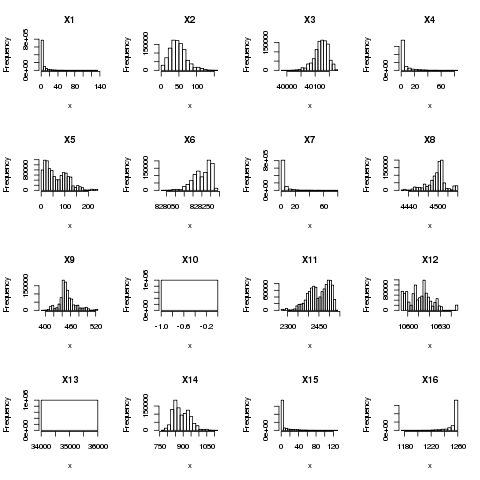 X1 X2 X3 X4
Frequency Frequency Frequency Frequency
0e+00 8e+05 0 150000 0 150000 0e+00
0 40 80 140 0 50 100 40000 40100 0 20 40 60 80
x x x x
X5 X6 X7 X8
Frequency Frequency Frequency Frequency
0 0 150000 0e+00 8e+05 0 150000
0 100 200 828050 828250 0 20 60 4440 4500
x x x x
X9 X10 X11 X12
Frequency Frequency Frequency Frequency
0 150000 0e+00 1e+06 0 0
400 460 520 -1.0 -0.6 -0.2 2300 2450 10600 10630
x x x x
X13 X14 X15 X16
Frequency Frequency Frequency Frequency
0e+00 1e+06 0 150000 0e+00 0e+00
34000 35000 36000 750 900 1050 0 40 80 120 1180 1220 1260
x x x x